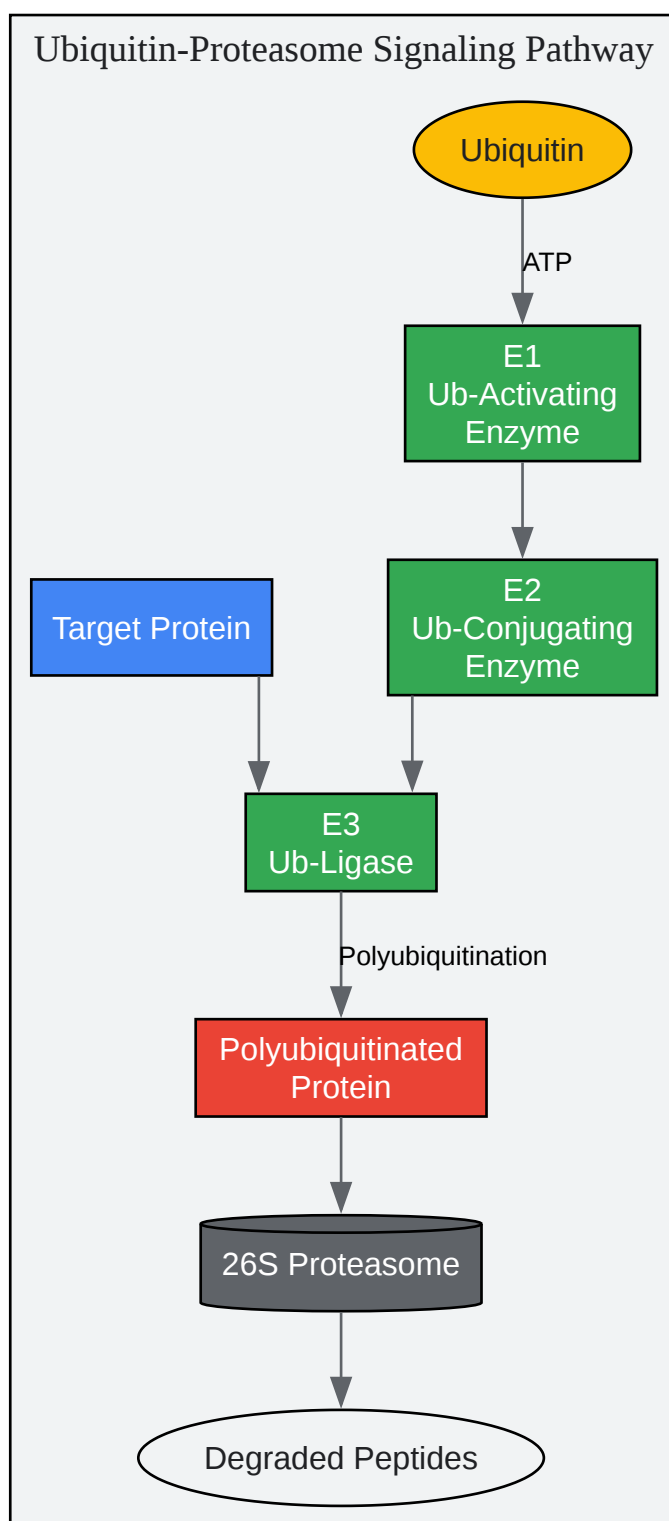 Ubiquitin-Proteasome Signaling Pathway
Ubiquitin
ATP
E1
Ub-Activating
Enzyme
Target Protein
E2
Ub-Conjugating
Enzyme
E3
Ub-Ligase
Polyubiquitination
Polyubiquitinated
Protein
26S Proteasome
Degraded Peptides